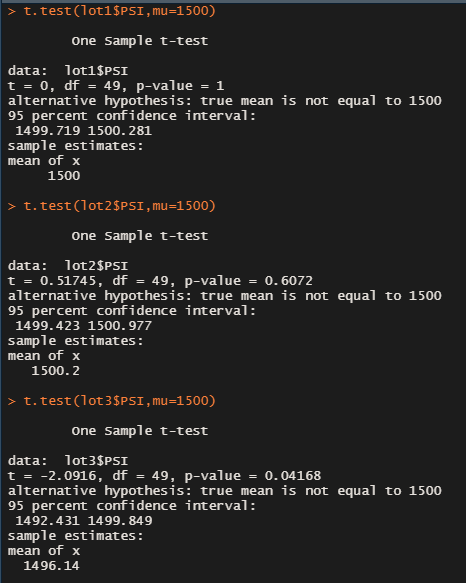 > t.test(lot1$PSI,mu=1500)
One Sample t-test
data:  lot1$PSI
t = 0, df = 49, p-value = 1
alternative hypothesis: true mean is not equal to 1500
95 percent confidence interval:
1499.719 1500.281
sample estimates:
mean of x
1500
> t.test(lot2$PSI,mu=1500)
One Sample t-test
data:  lot2$PSI
t = 0.51745, df = 49, p-value = 0.6072
alternative hypothesis: true mean is not equal to 1500
95 percent confidence interval:
1499.423 1500.977
sample estimates:
mean of x
1500.2
> t.test(lot3$PSI,mu=1500)
One Sample t-test
data:  lot3$PSI
t = -2.0916, df = 49, p-value = 0.04168
alternative hypothesis: true mean is not equal to 1500
95 percent confidence interval:
1492.431 1499.849
sample estimates:
mean of x
1496.14